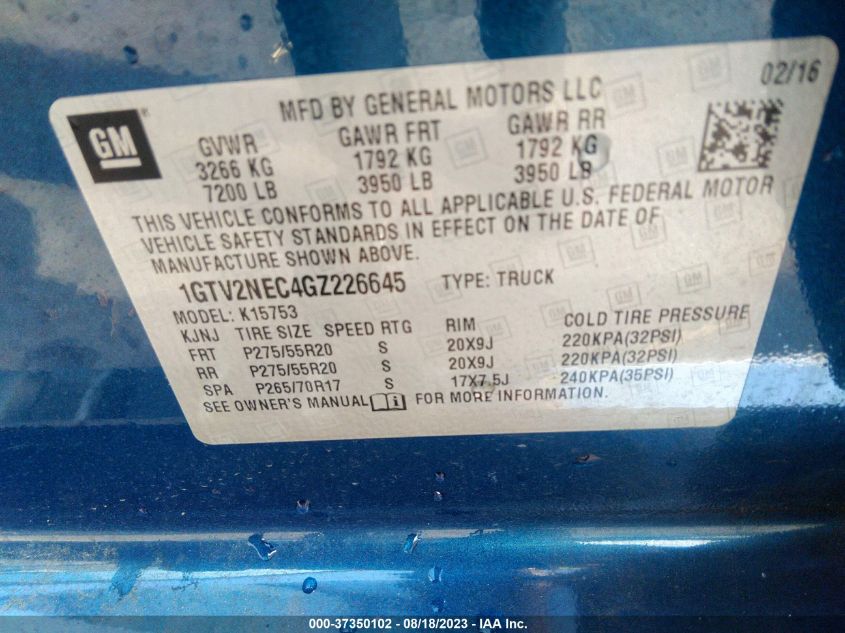 02/16
MFD BY GENERAL MOTORS LLC
GM
GVWR GAWR FRT GAWR RR
3266 KG 1792 KG 1792 KG
7200 LB 3950 LB 3950 LB
THIS VEHICLE CONFORMS TO ALL APPLICABLE U.S. FEDERAL MOTOR
VEHICLE SAFETY STANDARDS IN EFFECT ON THE DATE OF
MANUFACTURE SHOWN ABOVE.
1GTV2NEC4GZ226645 TYPE: TRUCK
MODEL: K15753
KJNJ TIRE SIZE SPEED RTG RIM COLD TIRE PRESSURE
FRT P275/55R20 S 20X9J 220KPA(32PSI)
RR P275/55R20 S 20X9J 220KPA(32PSI)
SPA P265/70R17 S 17X7.5J 240KPA(35PSI)
SEE OWNER'S MANUAL FOR MORE INFORMATION.
000-37350102 - 08/18/2023 - IAA Inc.